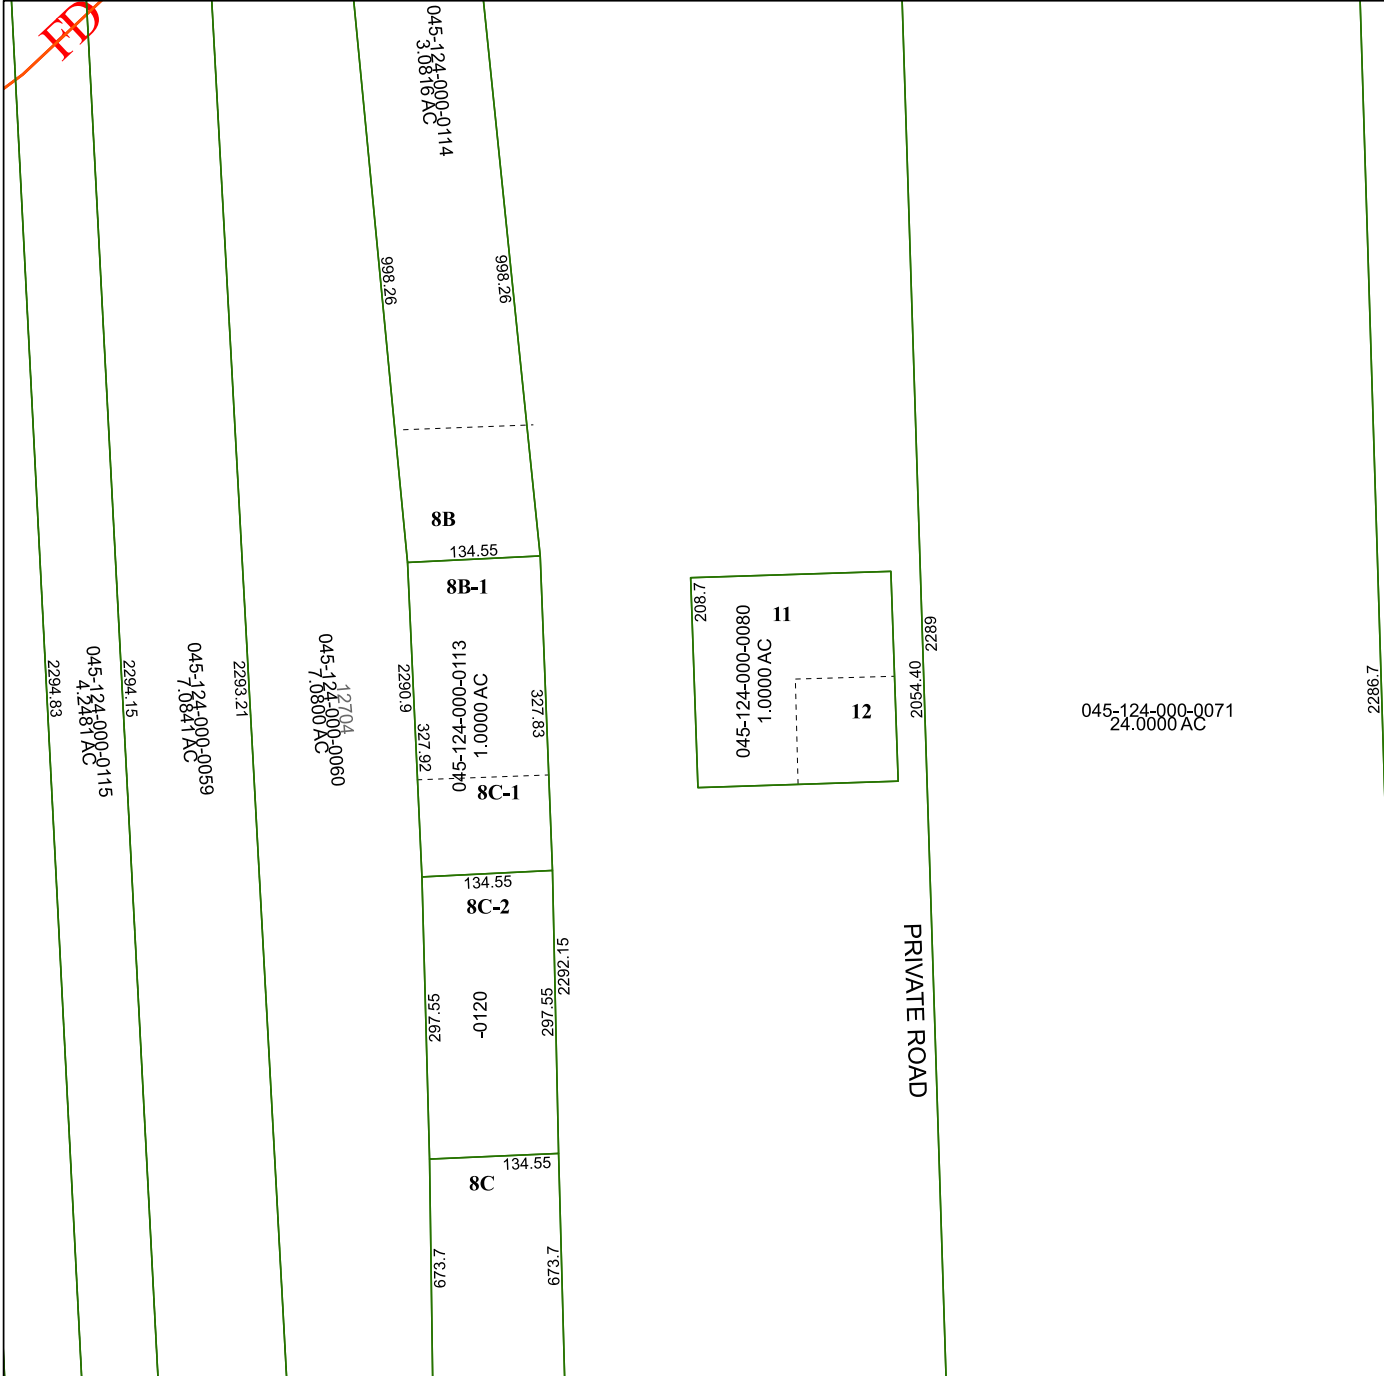 FD
045-124-000-0114
3.0816 AC
998.26
998.26
8B
134.55
8B-1
208.7
11
045-124-000-0080
1.0000 AC
2289
2054.40
12
045-124-000-0113
1.0000 AC
327.83
2290.9
327.92
8C-1
2294.83
045-124-000-0115
4.2481 AC
2294.15
045-124-000-0059
7.0841 AC
2293.21
045-124-000-0060
7.0800 AC
12704
045-124-000-0071
24.0000 AC
2286.7
134.55
8C-2
2292.15
297.55
-0120
297.55
PRIVATE ROAD
134.55
8C
673.7
673.7